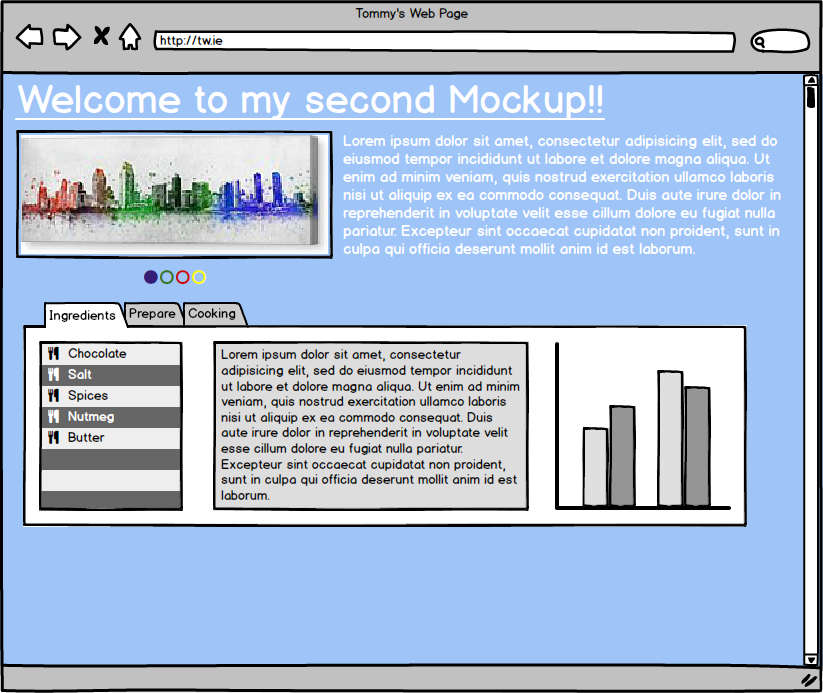 Tommy's Web Page
http://tw.ie
Welcome to my second Mockup!!
Lorem ipsum dolor sit amet, consectetur adipisicing elit, sed do
eiusmod tempor incididunt ut labore et dolore magna aliqua. Ut
enim ad minim veniam, quis nostrud exercitation ullamco laboris
nisi ut aliquip ex ea commodo consequat. Duis aute irure dolor in
reprehenderit in voluptate velit esse cillum dolore eu fugiat nulla
pariatur. Excepteur sint occaecat cupidatat non proident, sunt in
culpa qui officia deserunt mollit anim id est laborum.
Ingredients
Prepare
Cooking
Chocolate
Salt
Spices
Nutmeg
Butter
Lorem ipsum dolor sit amet, consectetur
adipisicing elit, sed do eiusmod tempor incididunt
ut labore et dolore magna aliqua. Ut enim ad minim
veniam, quis nostrud exercitation ullamco laboris
nisi ut aliquip ex ea commodo consequat. Duis
aute irure dolor in reprehenderit in voluptate velit
esse cillum dolore eu fugiat nulla pariatur.
Excepteur sint occaecat cupidatat non proident,
sunt in culpa qui officia deserunt mollit anim id est
laborum.